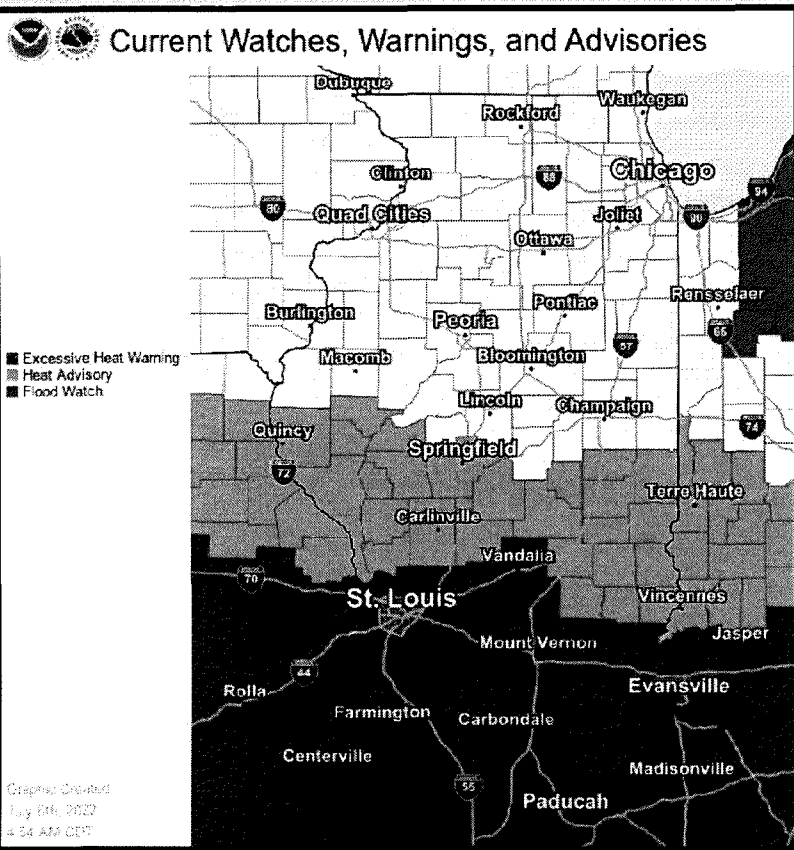 Current Watches, Warnings, and Advisories
Dubuque
Rockford
Waukegan
Clinton
88
Chicago
94
80
Quad Cities
Joliet
90
Ottawa
Burlington
Peoria
Pontiac
Rensselaer
65
57
Excessive Heat Warning
Heat Advisory
Flood Watch
Macomb
Bloomington
Lincoln
Champaign
74
Quincy
Springfield
72
Terre Haute
Carlinville
Vandalia
70
St. Louis
Vincennes
Mount Vernon
Jasper
44
Rolla
Evansville
Farmington
Carbondale
Centerville
Madisonville
55
Paducah
Graphic Created
2022
4:54 AM CDT